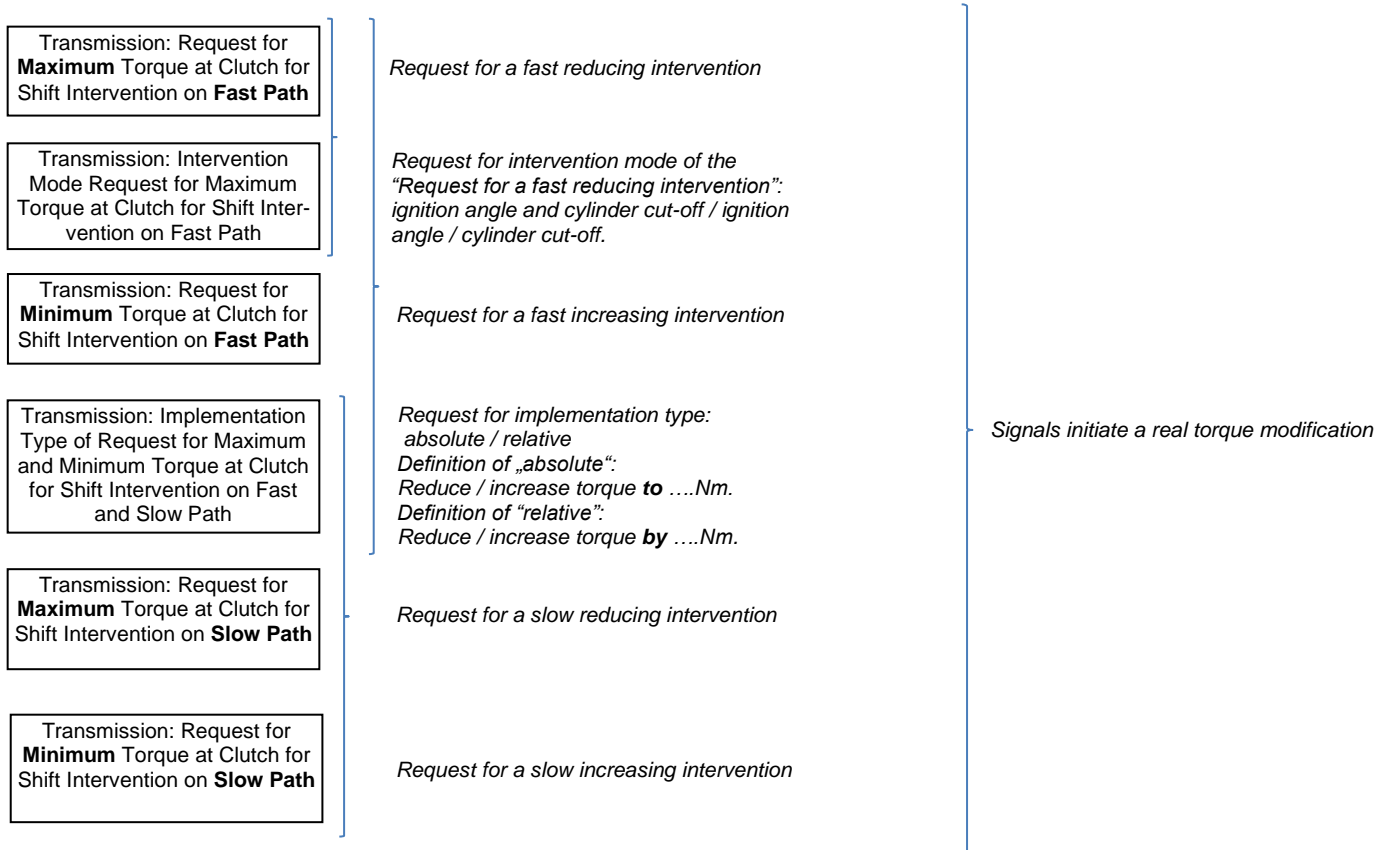 Transmission: Request for
Maximum Torque at Clutch for
Shift Intervention on Fast Path
Request for a fast reducing intervention
Transmission: Intervention
Mode Request for Maximum
Torque at Clutch for Shift Inter-
vention on Fast Path
Request for intervention mode of the
“Request for a fast reducing intervention”:
ignition angle and cylinder cut-off / ignition
angle / cylinder cut-off.
Transmission: Request for
Minimum Torque at Clutch for
Shift Intervention on Fast Path
Request for a fast increasing intervention
Transmission: Implementation
Type of Request for Maximum
and Minimum Torque at Clutch
for Shift Intervention on Fast
and Slow Path
Request for implementation type:
absolute / relative
Definition of „absolute“:
Reduce / increase torque to ….Nm.
Definition of “relative”:
Reduce / increase torque by ….Nm.
Signals initiate a real torque modification
Transmission: Request for
Maximum Torque at Clutch for
Shift Intervention on Slow Path
Request for a slow reducing intervention
Transmission: Request for
Minimum Torque at Clutch for
Shift Intervention on Slow Path
Request for a slow increasing intervention